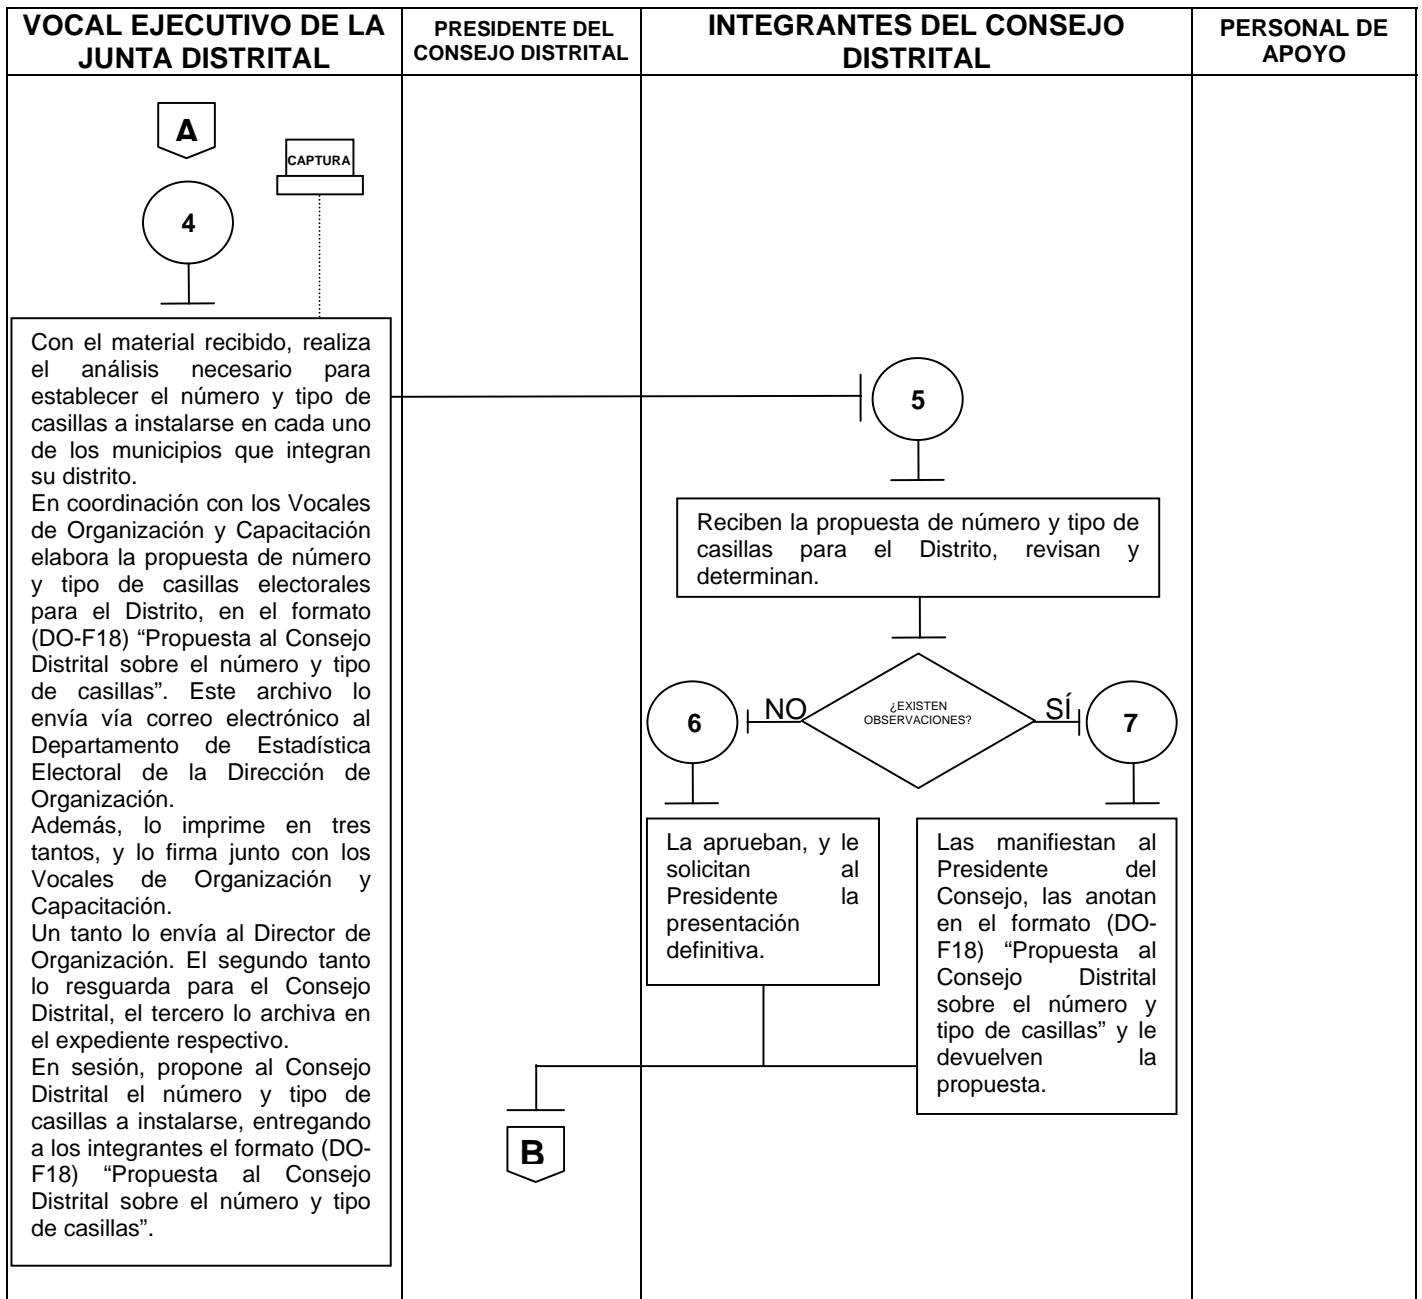 VOCAL EJECUTIVO DE LA
JUNTA DISTRITAL
PRESIDENTE DEL
CONSEJO DISTRITAL
INTEGRANTES DEL CONSEJO
DISTRITAL
PERSONAL DE
APOYO
A
CAPTURA
4
Con el material recibido, realiza
el análisis necesario para
establecer el número y tipo de
casillas a instalarse en cada uno
de los municipios que integran
su distrito.
En coordinación con los Vocales
de Organización y Capacitación
elabora la propuesta de número
y tipo de casillas electorales
para el Distrito, en el formato
(DO-F18) “Propuesta al Consejo
Distrital sobre el número y tipo
de casillas”. Este archivo lo
envía vía correo electrónico al
Departamento de Estadística
Electoral de la Dirección de
Organización.
Además, lo imprime en tres
tantos, y lo firma junto con los
Vocales de Organización y
Capacitación.
Un tanto lo envía al Director de
Organización. El segundo tanto
lo resguarda para el Consejo
Distrital, el tercero lo archiva en
el expediente respectivo.
En sesión, propone al Consejo
Distrital el número y tipo de
casillas a instalarse, entregando
a los integrantes el formato (DO-
F18) “Propuesta al Consejo
Distrital sobre el número y tipo
de casillas”.
5
Reciben la propuesta de número y tipo de
casillas para el Distrito, revisan y
determinan.
¿EXISTEN
OBSERVACIONES?
NO
SÍ
6
7
La aprueban, y le
solicitan al
Presidente la
presentación
definitiva.
Las manifiestan al
Presidente del
Consejo, las anotan
en el formato (DO-
F18) “Propuesta al
Consejo Distrital
sobre el número y
tipo de casillas” y le
devuelven la
propuesta.
B